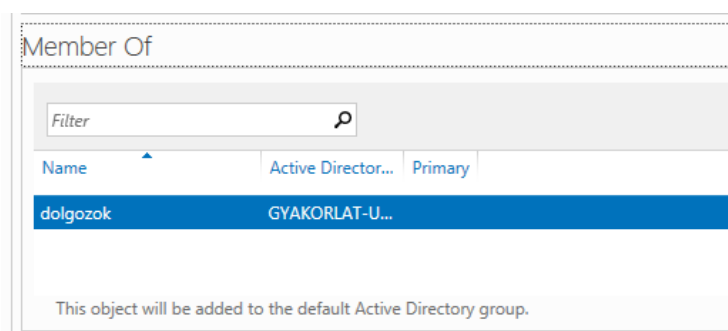 Member Of
Filter
Name Active Director... Primary
dolgozok GYAKORLAT-U...
This object will be added to the default Active Directory group.